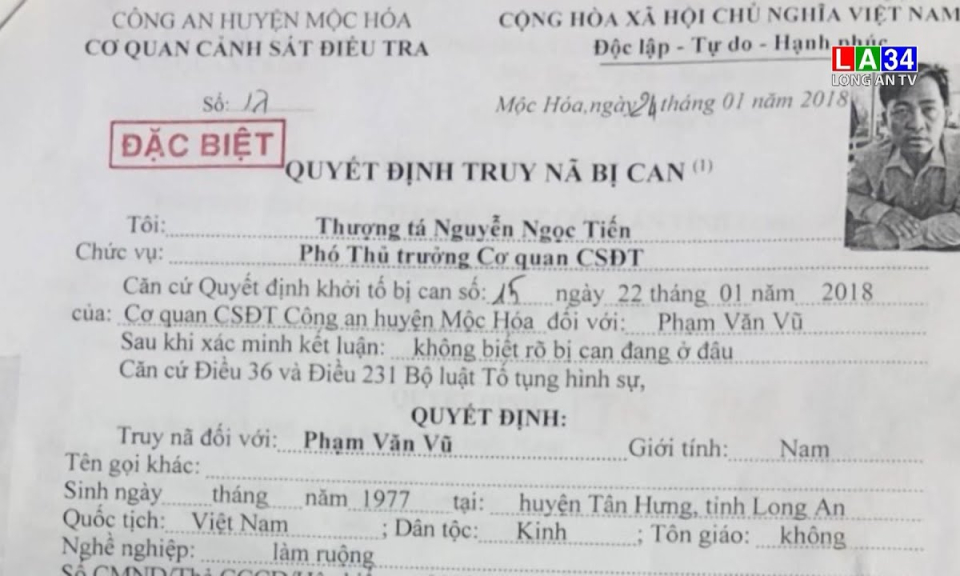 CÔNG AN HUYỆN MỘC HÓA
CƠ QUAN CẢNH SÁT ĐIỀU TRA
CỘNG HÒA XÃ HỘI CHỦ NGHĨA VIỆT NAM
Độc lập - Tự do - Hạnh phúc
LA34
LONG AN TV
Số: 12
Mộc Hóa, ngày 24 tháng 01 năm 2018
ĐẶC BIỆT
QUYẾT ĐỊNH TRUY NÃ BỊ CAN (1)
Tôi: Thượng tá Nguyễn Ngọc Tiến
Chức vụ: Phó Thủ trưởng Cơ quan CSĐT
Căn cứ Quyết định khởi tố bị can số: 15 ngày 22 tháng 01 năm 2018
của: Cơ quan CSĐT Công an huyện Mộc Hóa đối với: Phạm Văn Vũ
Sau khi xác minh kết luận: không biết rõ bị can đang ở đâu
Căn cứ Điều 36 và Điều 231 Bộ luật Tố tụng hình sự,
QUYẾT ĐỊNH:
Truy nã đối với: Phạm Văn Vũ Giới tính: Nam
Tên gọi khác:
Sinh ngày tháng năm 1977 tại: huyện Tân Hưng, tỉnh Long An
Quốc tịch: Việt Nam ; Dân tộc: Kinh ; Tôn giáo: không
Nghề nghiệp: làm ruộng